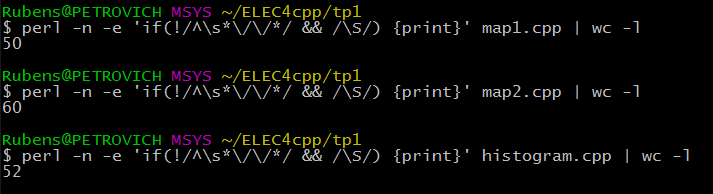 Rubens@PETROVICH MSYS ~/ELEC4cpp/tp1
$ perl -n -e 'if(!/^\s*\/\/*/ && /\S/) {print}' map1.cpp | wc -l
50
Rubens@PETROVICH MSYS ~/ELEC4cpp/tp1
$ perl -n -e 'if(!/^\s*\/\/*/ && /\S/) {print}' map2.cpp | wc -l
60
Rubens@PETROVICH MSYS ~/ELEC4cpp/tp1
$ perl -n -e 'if(!/^\s*\/\/*/ && /\S/) {print}' histogram.cpp | wc -l
52